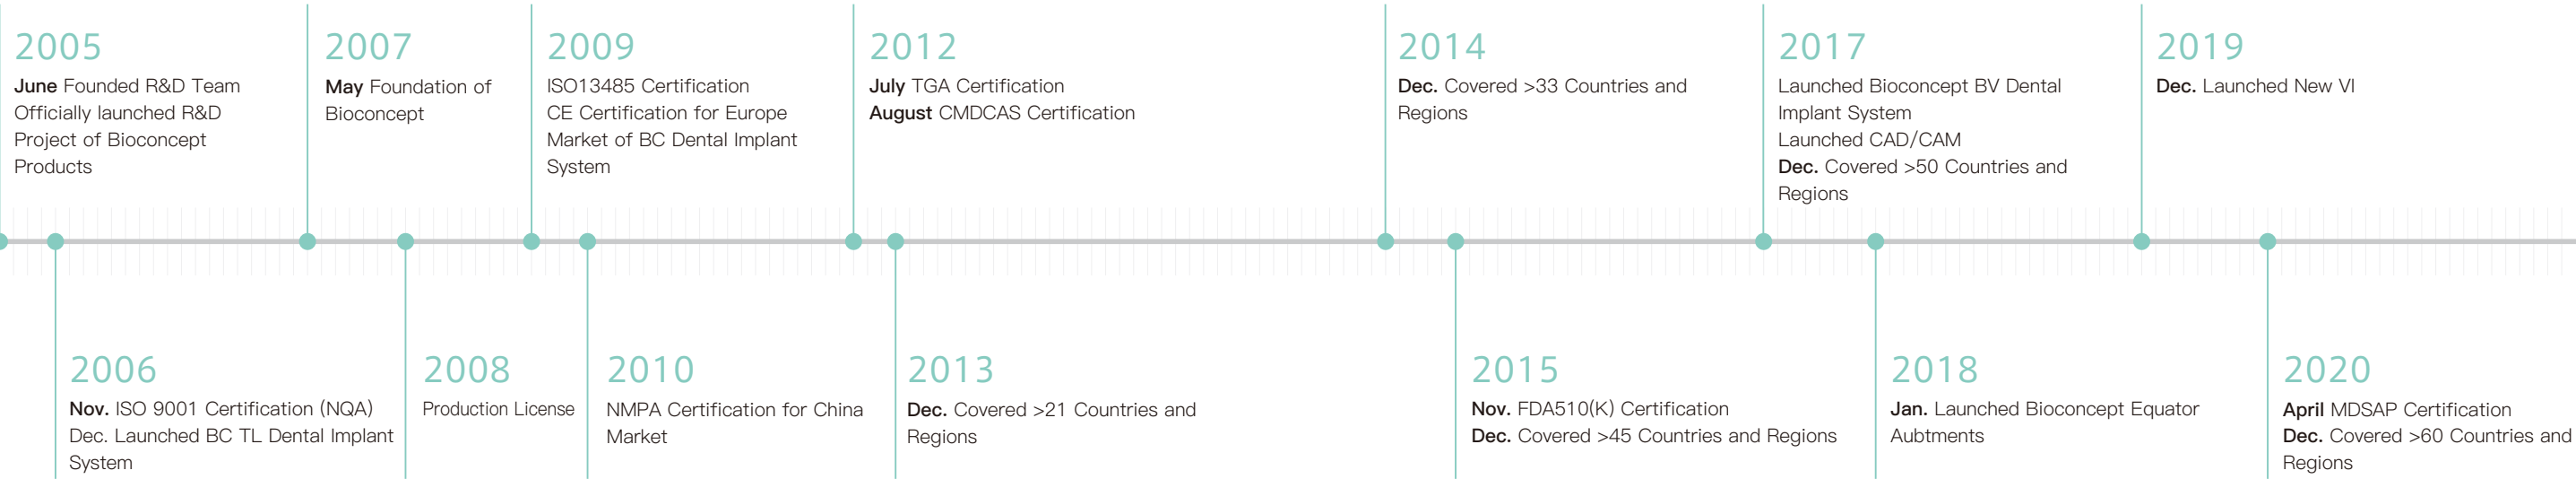 2005
June Founded R&D Team
Officially launched R&D
Project of Bioconcept
Products
2007
May Foundation of
Bioconcept
2009
ISO13485 Certification
CE Certification for Europe
Market of BC Dental Implant
System
2012
July TGA Certification
August CMDCAS Certification
2014
Dec. Covered >33 Countries and
Regions
2017
Launched Bioconcept BV Dental
Implant System
Launched CAD/CAM
Dec. Covered >50 Countries and
Regions
2019
Dec. Launched New VI
2006
Nov. ISO 9001 Certification (NQA)
Dec. Launched BC TL Dental Implant
System
2008
Production License
2010
NMPA Certification for China
Market
2013
Dec. Covered >21 Countries and
Regions
2015
Nov. FDA510(K) Certification
Dec. Covered >45 Countries and Regions
2018
Jan. Launched Bioconcept Equator
Aubtments
2020
April MDSAP Certification
Dec. Covered >60 Countries and
Regions